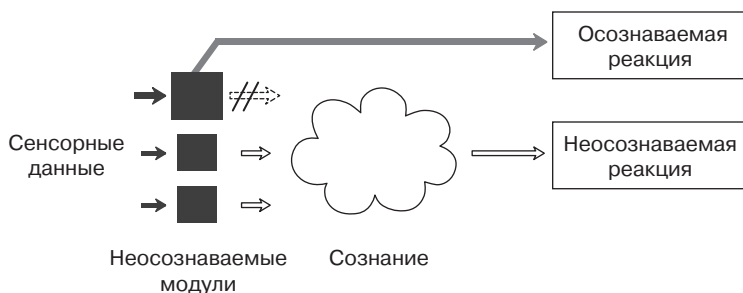 Осознаваемая
реакция
Сенсорные
данные
Неосознаваемая
реакция
Неосознаваемые
модули
Сознание